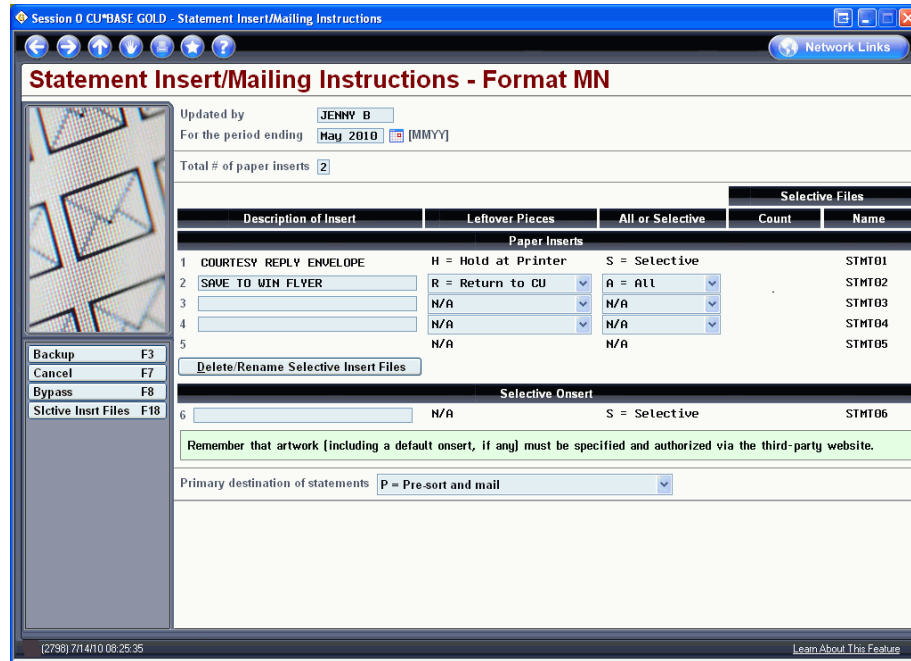 Session 0 CU*BASE GOLD - Statement Insert/Mailing Instructions
Network Links
Statement Insert/Mailing Instructions - Format MN
Updated by JENNY B
For the period ending May 2010 [MMYY]
Total # of paper inserts 2
Selective Files
Description of Insert Leftover Pieces All or Selective Count Name
Paper Inserts
1 COURTESY REPLY ENVELOPE H = Hold at Printer S = Selective STMT01
2 SAVE TO WIN FLYER R = Return to CU A = All STMT02
3 N/A N/A STMT03
4 N/A N/A STMT04
5 N/A N/A STMT05
Delete/Rename Selective Insert Files
Selective Onsert
6 N/A S = Selective STMT06
Remember that artwork (including a default onsert, if any) must be specified and authorized via the third-party website.
Primary destination of statements P = Pre-sort and mail
Backup F3
Cancel F7
Bypass F8
Slctive Insrt Files F18
(2798) 7/14/10 08:25:35
Learn About This Feature